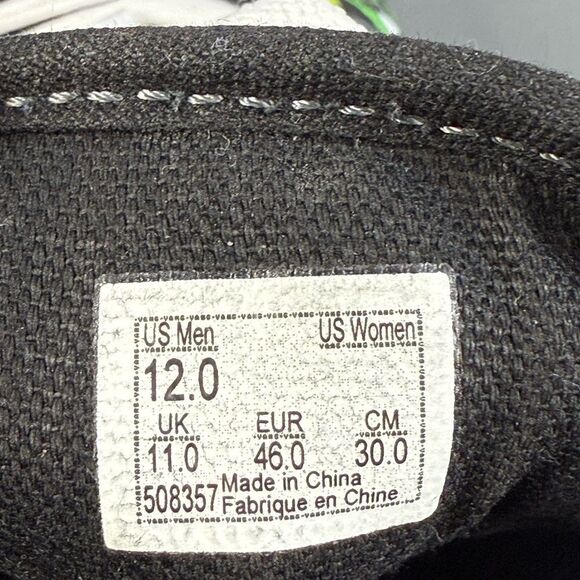 US Men US Women
12.0
UK EUR CM
11.0 46.0 30.0
508357 Made in China
Fabrique en Chine